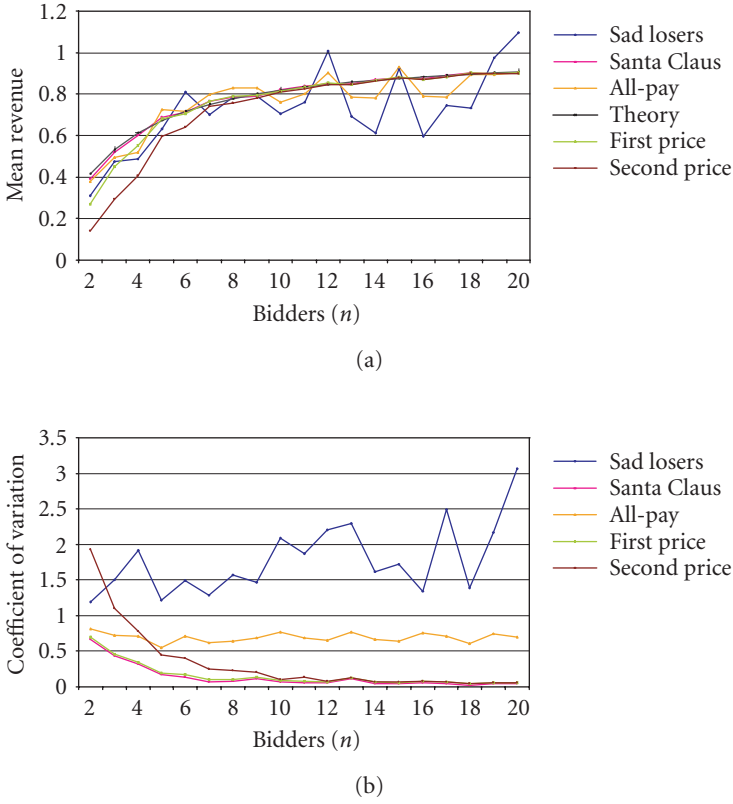 Mean revenue
1.2
1
0.8
0.6
0.4
0.2
0
2 4 6 8 10 12 14 16 18 20
Bidders (n)
Sad losers
Santa Claus
All-pay
Theory
First price
Second price
(a)
Coefficient of variation
3.5
3
2.5
2
1.5
1
0.5
0
2 4 6 8 10 12 14 16 18 20
Bidders (n)
Sad losers
Santa Claus
All-pay
First price
Second price
(b)